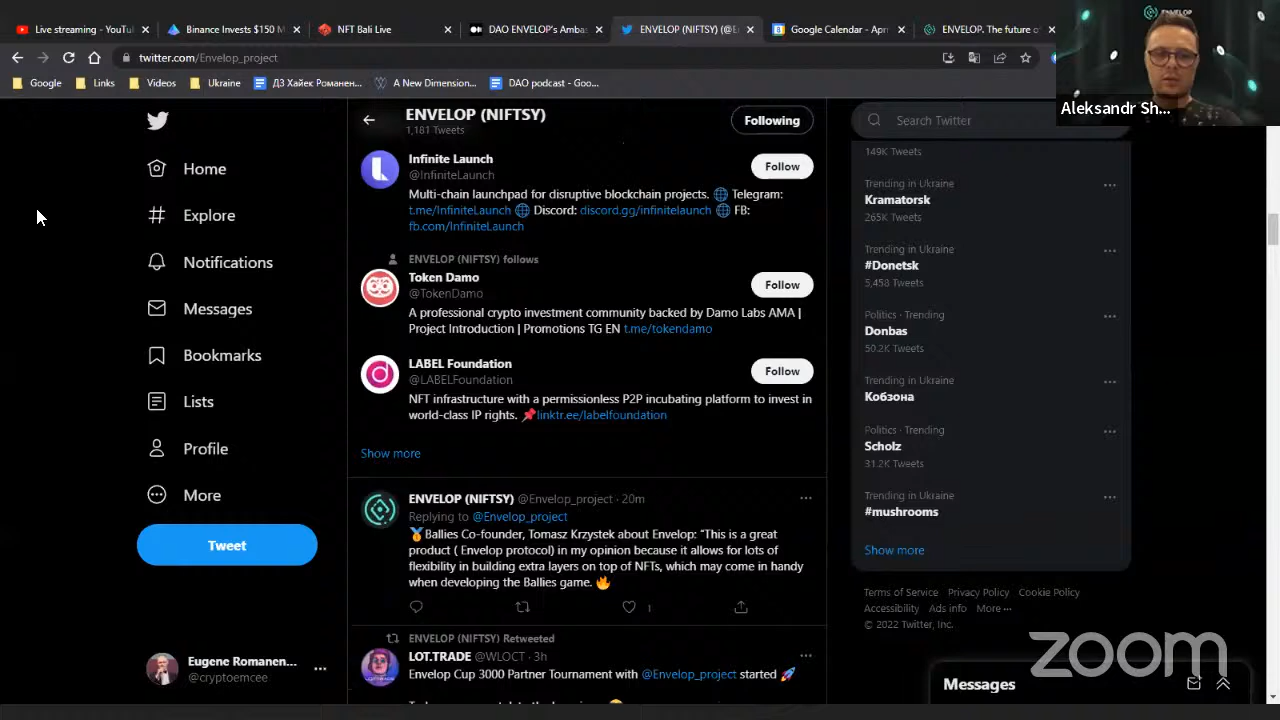 Live streaming - YouTu
Binance Invests $150 M
NFT Bali Live
DAO ENVELOP's Ambas
ENVELOP (NIFTSY) (@E
Google Calendar - Apr
ENVELOP. The future o
ENVELOP
twitter.com/Envelop_project
Google
Links
Videos
Ukraine
ДЗ Хайек Романен...
A New Dimension...
DAO podcast - Goo...
Aleksandr Sh...
ENVELOP (NIFTSY)
1,181 Tweets
Following
Search Twitter
Home
Explore
Notifications
Messages
Bookmarks
Lists
Profile
More
Tweet
Eugene Romanen...
@cryptoemcee
Infinite Launch
@InfiniteLaunch
Follow
Multi-chain launchpad for disruptive blockchain projects. 🌐 Telegram:
t.me/InfiniteLaunch 🌐 Discord: discord.gg/infinitelaunch 🌐 FB:
fb.com/InfiniteLaunch
ENVELOP (NIFTSY) follows
Token Damo
@TokenDamo
Follow
A professional crypto investment community backed by Damo Labs AMA |
Project Introduction | Promotions TG EN t.me/tokendamo
LABEL Foundation
@LABELFoundation
Follow
NFT infrastructure with a permissionless P2P incubating platform to invest in
world-class IP rights. 📌linktr.ee/labelfoundation
Show more
ENVELOP (NIFTSY) @Envelop_project · 20m
Replying to @Envelop_project
🏅Ballies Co-founder, Tomasz Krzystek about Envelop: "This is a great
product ( Envelop protocol) in my opinion because it allows for lots of
flexibility in building extra layers on top of NFTs, which may come in handy
when developing the Ballies game. 🔥
1
ENVELOP (NIFTSY) Retweeted
LOT.TRADE @WLOCT · 3h
Envelop Cup 3000 Partner Tournament with @Envelop_project started 🚀
149K Tweets
Trending in Ukraine
Kramatorsk
265K Tweets
Trending in Ukraine
#Donetsk
5,458 Tweets
Politics · Trending
Donbas
50.2K Tweets
Trending in Ukraine
Кобзона
Politics · Trending
Scholz
31.2K Tweets
Trending in Ukraine
#mushrooms
Show more
Terms of Service Privacy Policy Cookie Policy
Accessibility Ads info More ···
© 2022 Twitter, Inc.
zoom
Messages